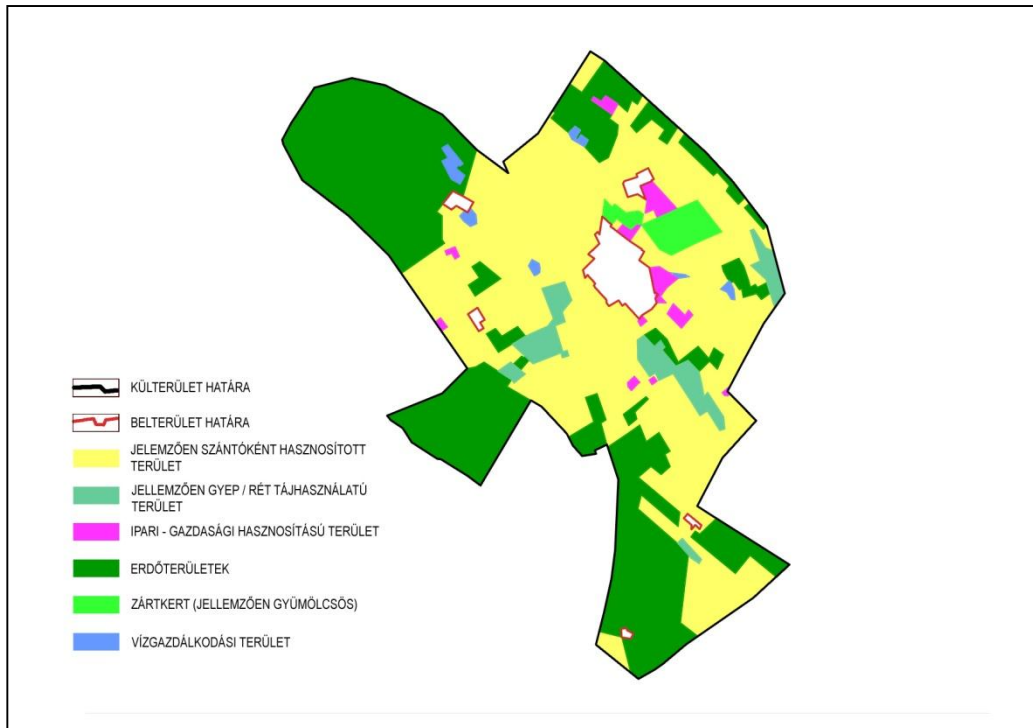 KÜLTERÜLET HATÁRA
BELTERÜLET HATÁRA
JELEMZŐEN SZÁNTÓKÉNT HASZNOSÍTOTT
TERÜLET
JELLEMZŐEN GYEP / RÉT TÁJHASZNÁLATÚ
TERÜLET
IPARI - GAZDASÁGI HASZNOSÍTÁSÚ TERÜLET
ERDŐTERÜLETEK
ZÁRTKERT (JELLEMZŐEN GYÜMÖLCSÖS)
VÍZGAZDÁLKODÁSI TERÜLET